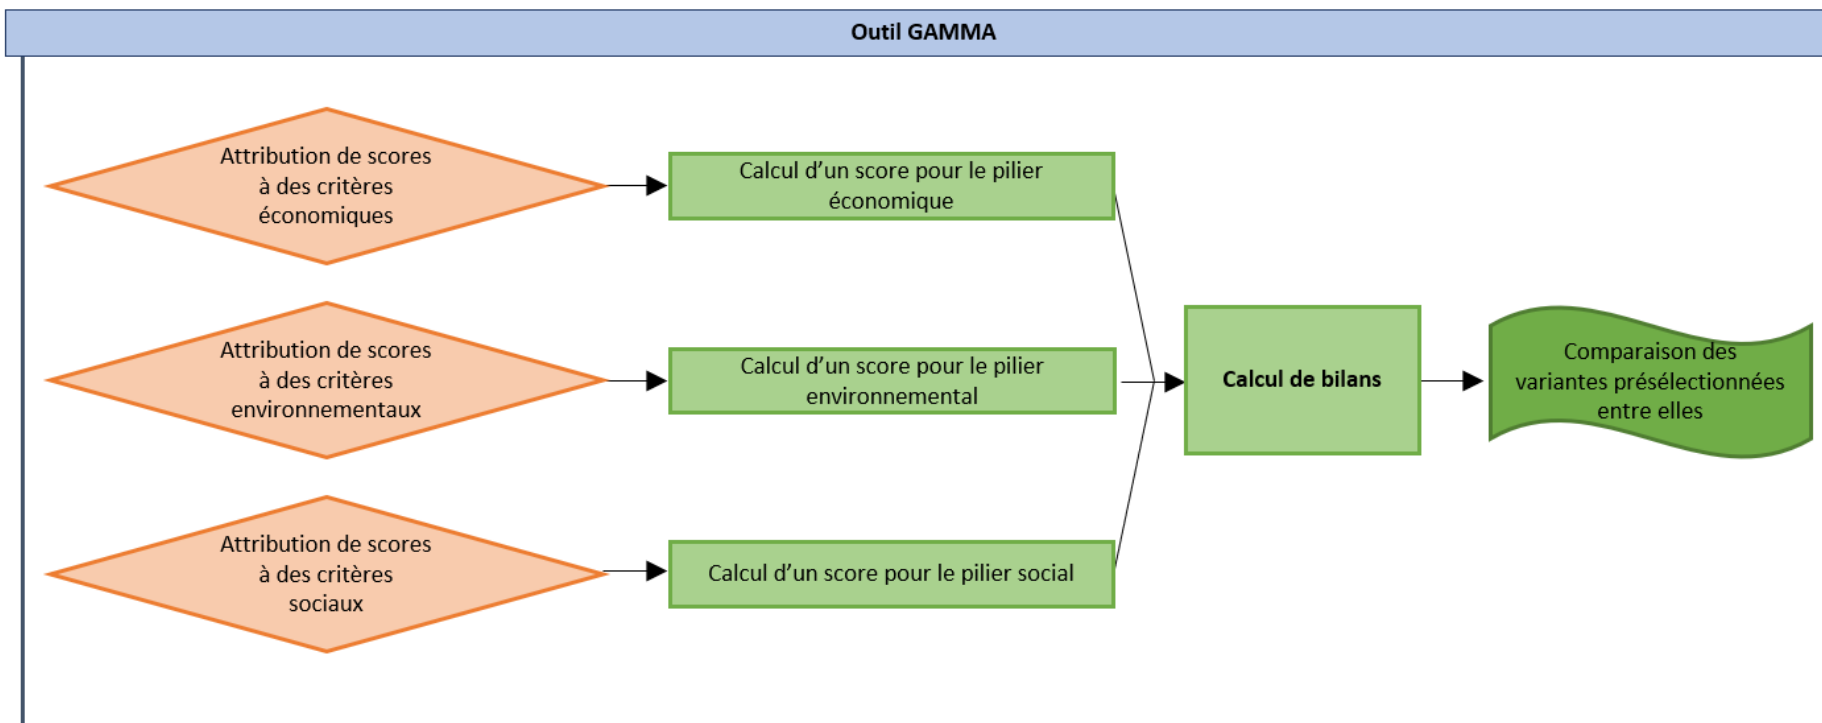 Outil GAMMA
Attribution de scores
à des critères
économiques
Calcul d’un score pour le pilier
économique
Attribution de scores
à des critères
environnementaux
Calcul d’un score pour le pilier
environnemental
Attribution de scores
à des critères
sociaux
Calcul d’un score pour le pilier social
Calcul de bilans
Comparaison des
variantes présélectionnées
entre elles